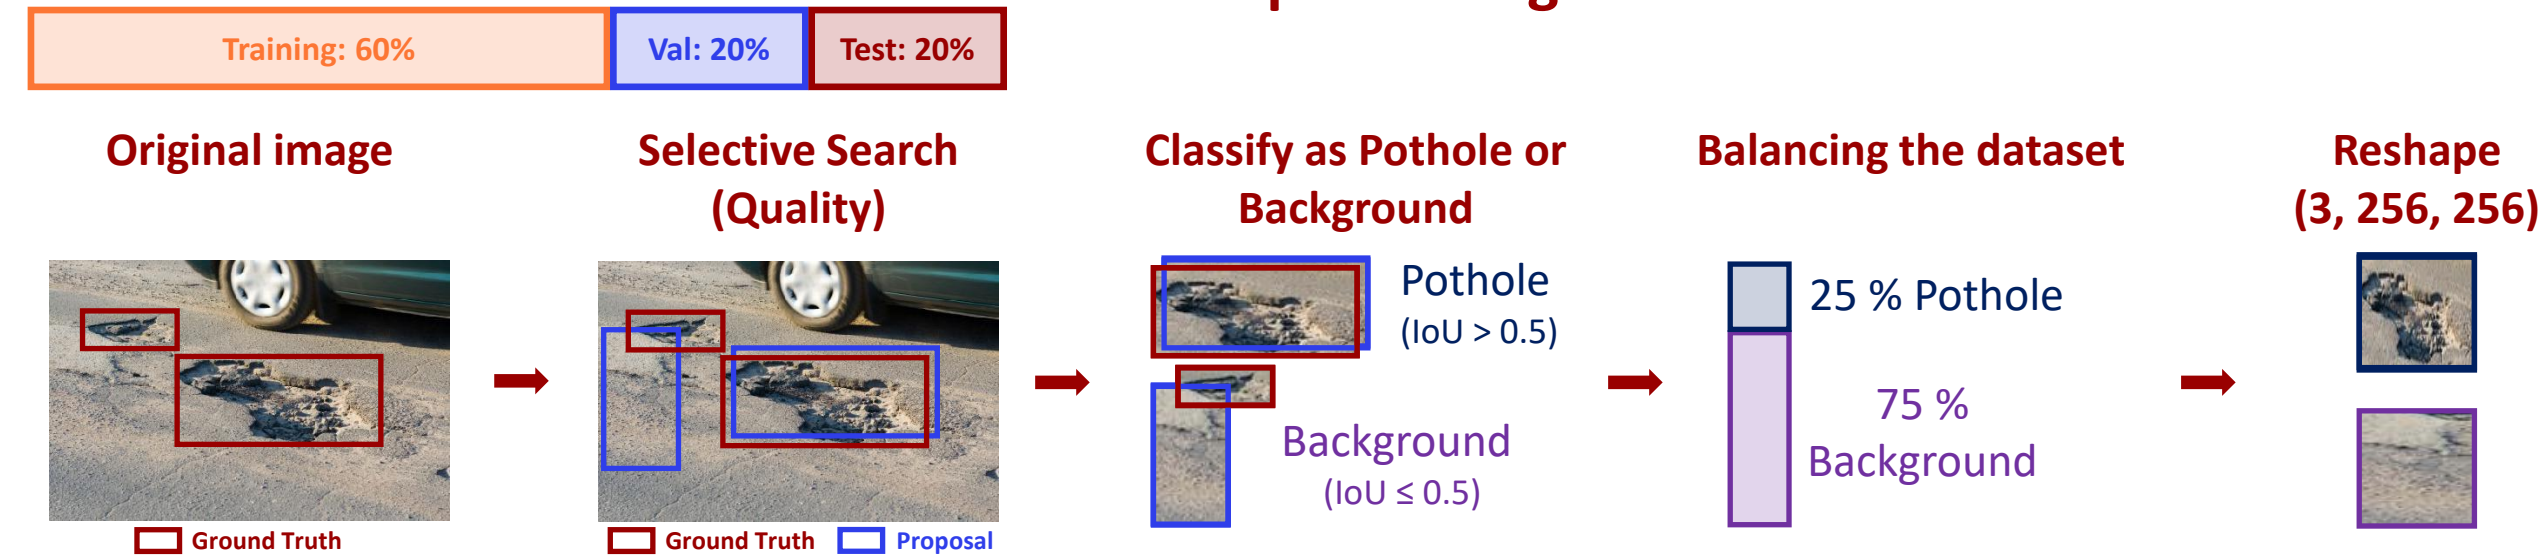 Training: 60%
Val: 20%
Test: 20%
Original image
Selective Search
(Quality)
Classify as Pothole or
Background
Balancing the dataset
Reshape
(3, 256, 256)
Pothole
(IoU > 0.5)
Background
(IoU ≤ 0.5)
25 % Pothole
75 %
Background
Ground Truth
Ground Truth
Proposal